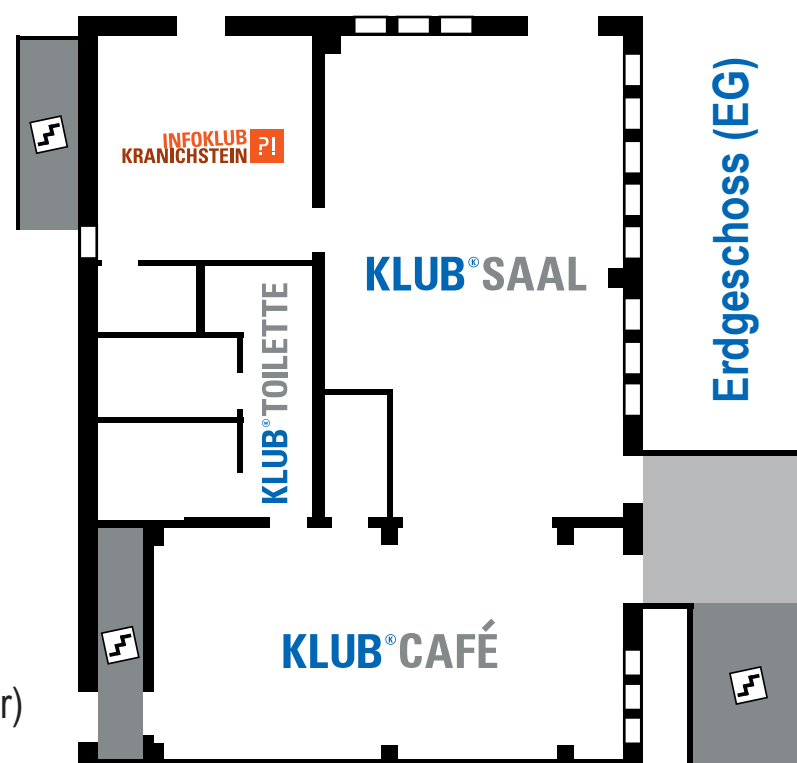 INFOKLUB
KRANICHSTEIN ?!
KLUB®SAAL
Erdgeschoss (EG)
KLUB®TOILETTE
KLUB®CAFÉ
r)